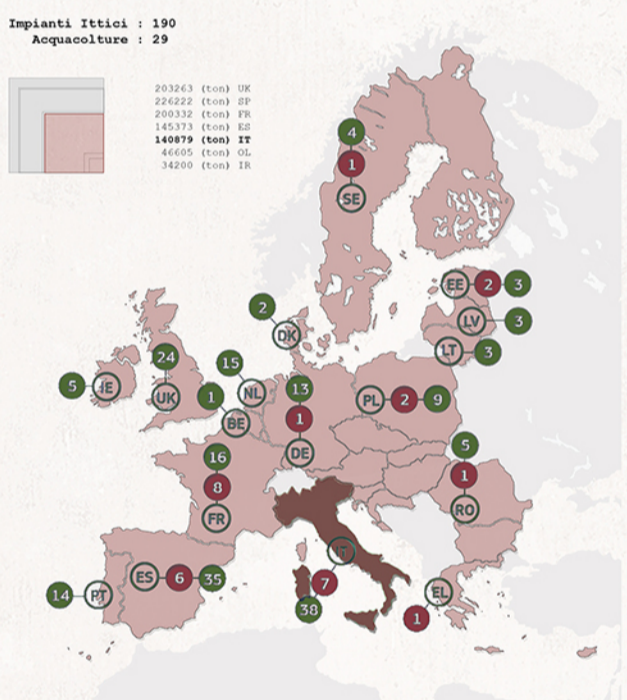 Impianti Ittici : 190
Acquacolture : 29
203263 (ton) UK
226222 (ton) SP
200332 (ton) FR
145373 (ton) ES
140879 (ton) IT
46605 (ton) OL
34200 (ton) IR
4
1
SE
EE 2 3
2
DK
LV 3
LT 3
24
15
5 IE
UK
1
NL
BE
13
1
DE
PL 2 9
16
8
FR
5
1
RO
14 PT
ES 6 35
IT
7
38
EL
1